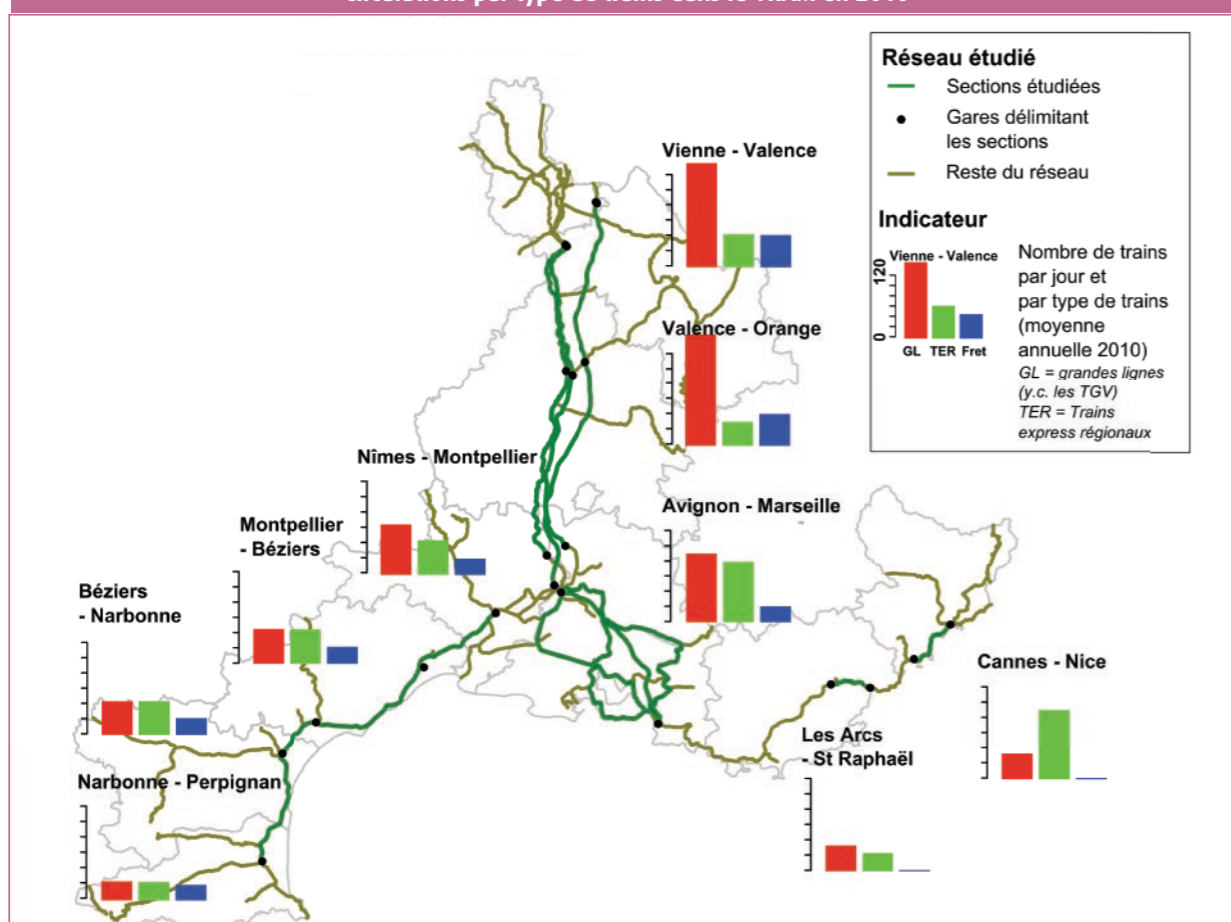 Réseau étudié
Sections étudiées
Gares délimitant
les sections
Reste du réseau
Indicateur
Vienne - Valence
120
0
GL TER Fret
Nombre de trains
par jour et
par type de trains
(moyenne
annuelle 2010)
GL = grandes lignes
(y.c. les TGV)
TER = Trains
express régionaux
Vienne - Valence
Valence - Orange
Nîmes - Montpellier
Avignon - Marseille
Montpellier
- Béziers
Béziers
- Narbonne
Cannes - Nice
Les Arcs
- St Raphaël
Narbonne - Perpignan